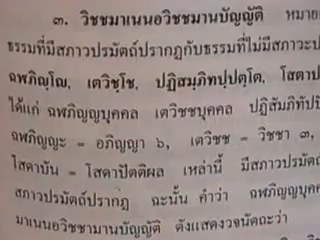 ๓. วิชชมาเนนอวิชชมานบัญญัติ หมายถ
ธรรมที่มีสภาวปรมัตถ์ปรากฏกับธรรมที่ไม่มีสภาวะป
ฉฬภิญฺโญ, เตวิชฺโช, ปฏิสมฺภิทปฺปตฺโต, โสตาป
ได้แก่ ฉฬภิญญบุคคล เตวิชชบุคคล ปฏิสัมภิทัปปั
ฉฬภิญญะ = อภิญญา ๖, เตวิชช = วิชชา ๓,
โสดาบัน = โสดาปัตติผล เหล่านี้ มีสภาวปรมัตถ์
สภาวปรมัตถ์ปรากฏ ฉะนั้น คำว่า ฉฬภิญญบุคค
มาเนนอวิชชามานบัญญัติ ดังแสดงวจนัตถะว่า